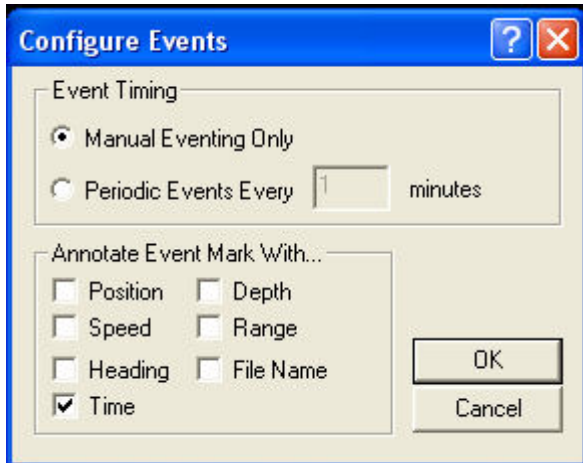 Configure Events
Event Timing
Manual Eventing Only
Periodic Events Every 1 minutes
Annotate Event Mark With...
Position Depth
Speed Range
Heading File Name
Time
OK
Cancel